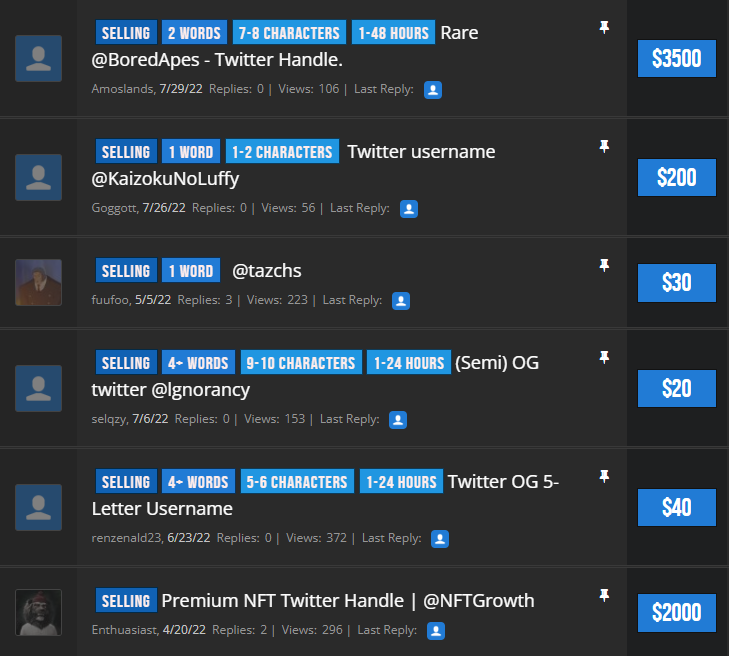 SELLING 2 WORDS 7-8 CHARACTERS 1-48 HOURS Rare
@BoredApes - Twitter Handle.
$3500
Amoslands, 7/29/22 Replies: 0 | Views: 106 | Last Reply:
SELLING 1 WORD 1-2 CHARACTERS Twitter username
@KaizokuNoLuffy
$200
Goggott, 7/26/22 Replies: 0 | Views: 56 | Last Reply:
SELLING 1 WORD @tazchs
$30
fuufoo, 5/5/22 Replies: 3 | Views: 223 | Last Reply:
SELLING 4+ WORDS 9-10 CHARACTERS 1-24 HOURS (Semi) OG
twitter @lgnorancy
$20
selqzy, 7/6/22 Replies: 0 | Views: 153 | Last Reply:
SELLING 4+ WORDS 5-6 CHARACTERS 1-24 HOURS Twitter OG 5-
Letter Username
$40
renzenald23, 6/23/22 Replies: 0 | Views: 372 | Last Reply:
SELLING Premium NFT Twitter Handle | @NFTGrowth
$2000
Enthusiast, 4/20/22 Replies: 2 | Views: 296 | Last Reply: